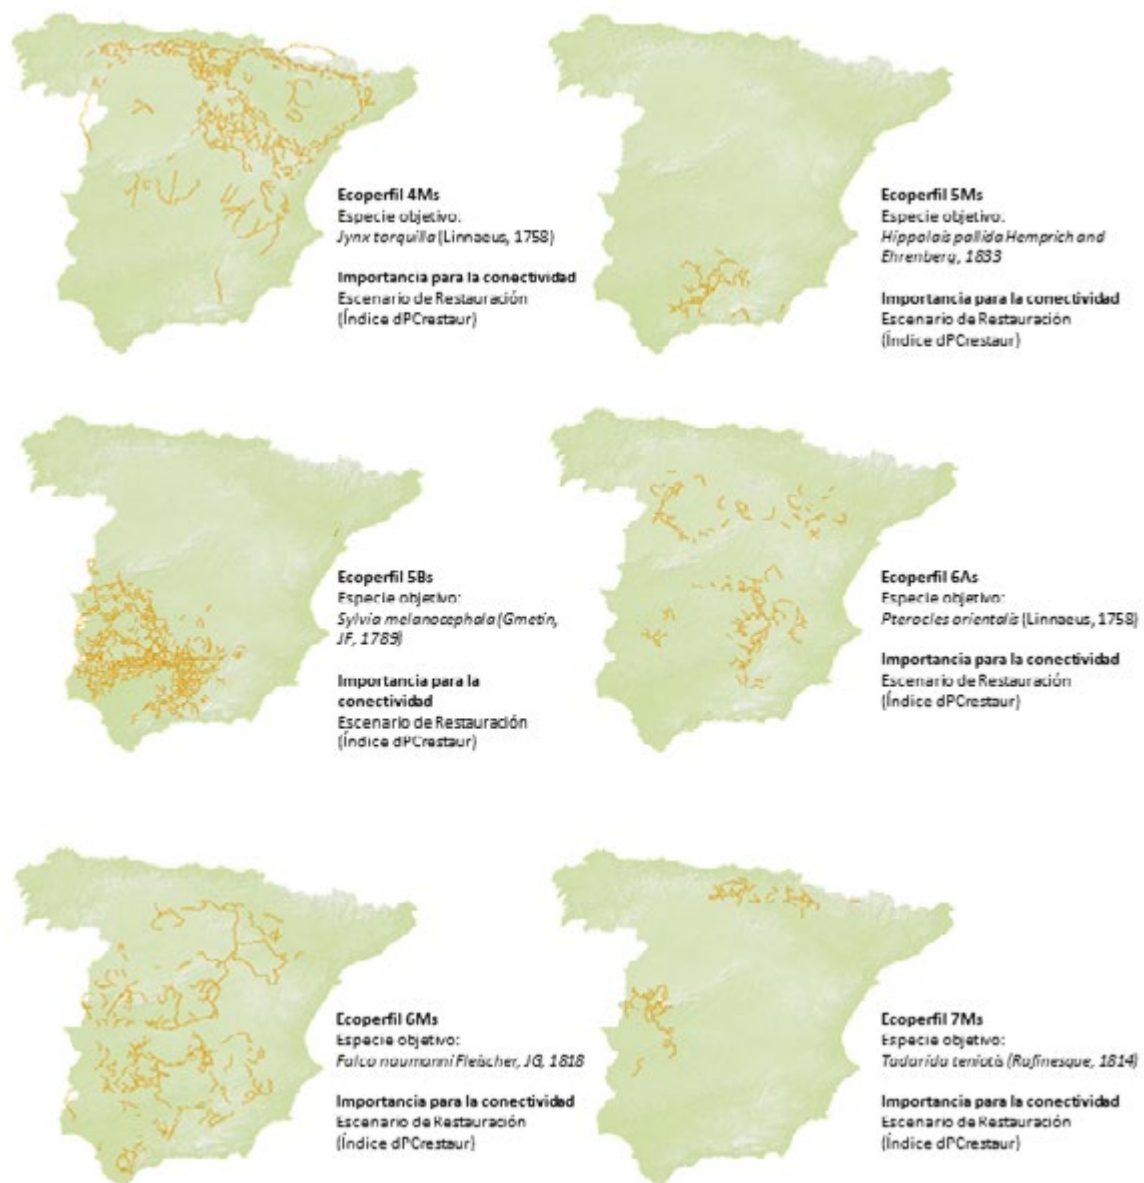 Ecoperfil 4Ms
Especie objetivo:
Jynx torquilla (Linnaeus, 1758)
Importancia para la conectividad
Escenario de Restauración
(Índice dPCrestaur)
Ecoperfil 5Ms
Especie objetivo:
Hippolais pallida Hemprich and
Ehrenberg, 1833
Importancia para la conectividad
Escenario de Restauración
(Índice dPCrestaur)
Ecoperfil 5Bs
Especie objetivo:
Sylvia melanocephala (Gmetin,
JF, 1789)
Importancia para la
conectividad
Escenario de Restauración
(Índice dPCrestaur)
Ecoperfil 6As
Especie objetivo:
Pterocles orientalis (Linnaeus, 1758)
Importancia para la conectividad
Escenario de Restauración
(Índice dPCrestaur)
Ecoperfil 6Ms
Especie objetivo:
Falco naumanni Fleischer, JG, 1818
Importancia para la conectividad
Escenario de Restauración
(Índice dPCrestaur)
Ecoperfil 7Ms
Especie objetivo:
Tadarida teniotis (Rafinesque, 1814)
Importancia para la conectividad
Escenario de Restauración
(Índice dPCrestaur)